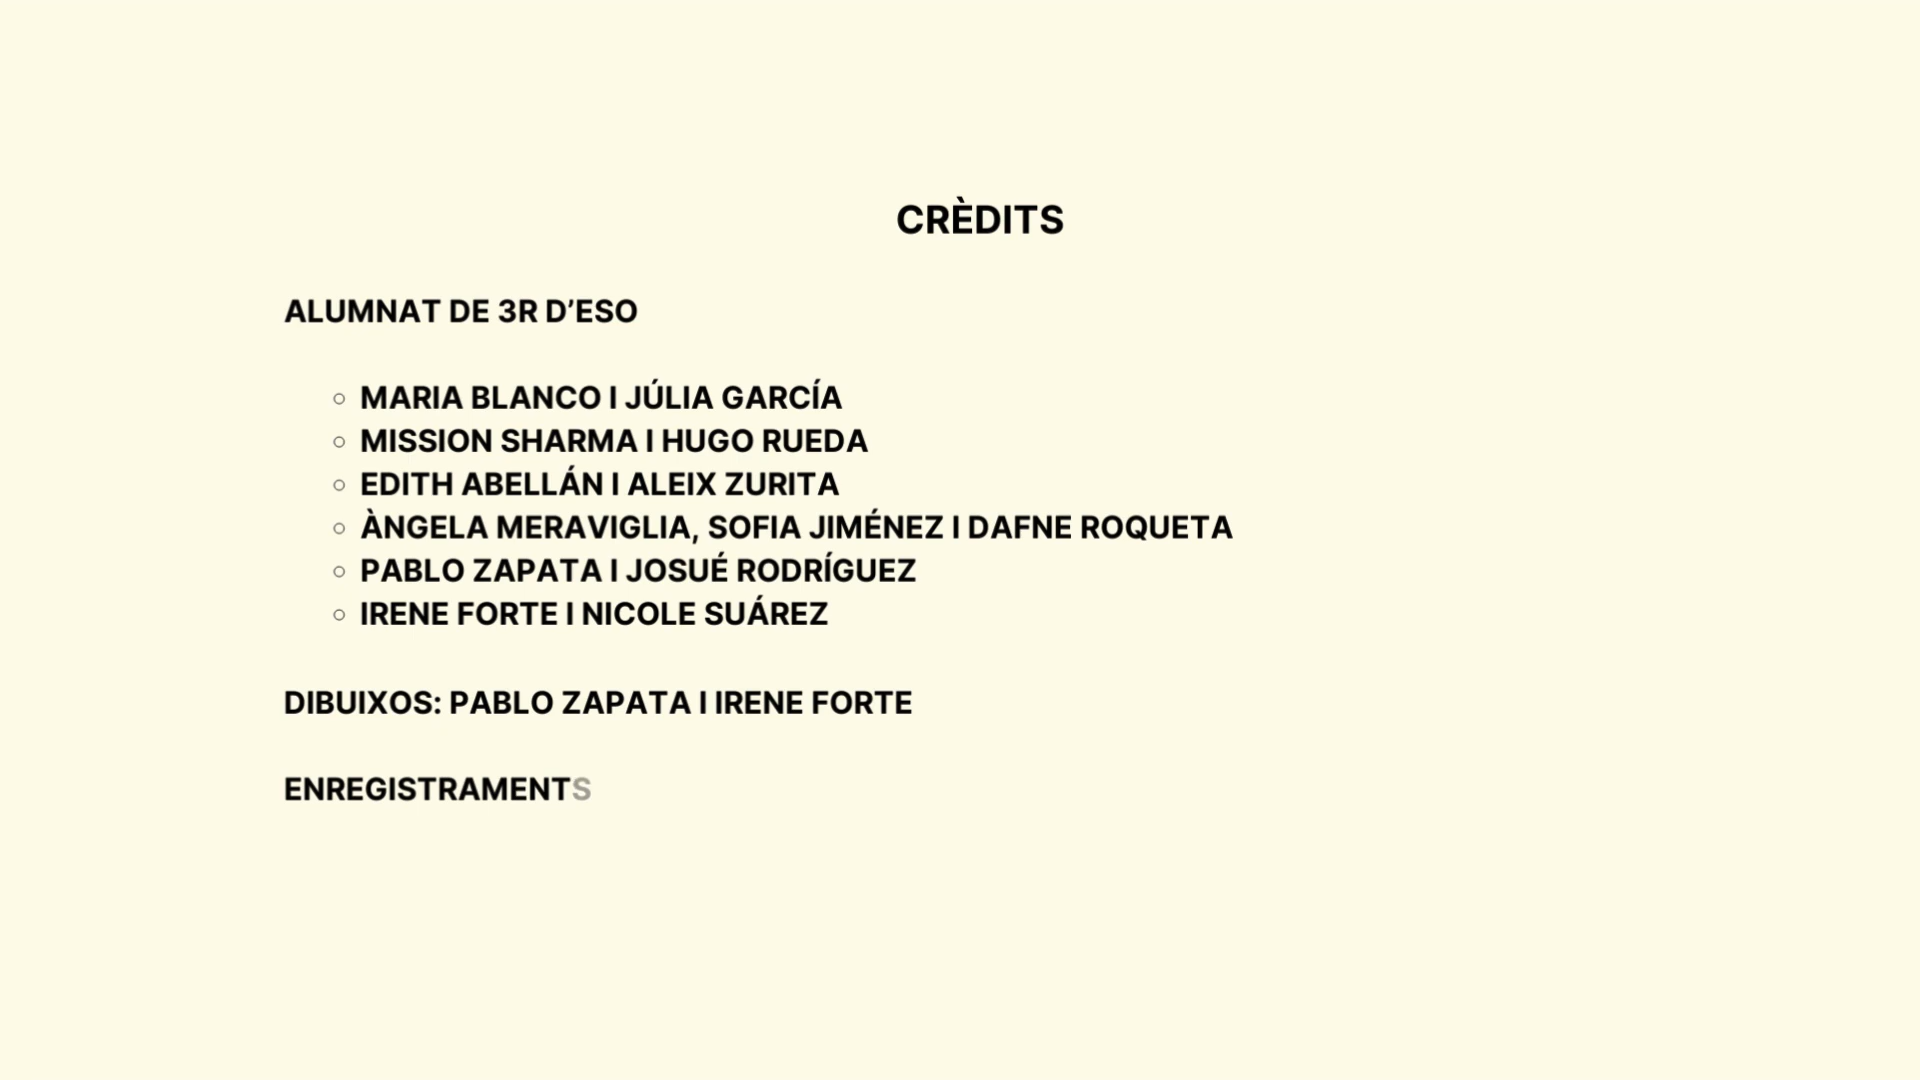 CRÈDITS
ALUMNAT DE 3R D’ESO
MARIA BLANCO I JÚLIA GARCÍA
MISSION SHARMA I HUGO RUEDA
EDITH ABELLÁN I ALEIX ZURITA
ÀNGELA MERAVIGLIA, SOFIA JIMÉNEZ I DAFNE ROQUETA
PABLO ZAPATA I JOSUÉ RODRÍGUEZ
IRENE FORTE I NICOLE SUÁREZ
DIBUIXOS: PABLO ZAPATA I IRENE FORTE
ENREGISTRAMENTS